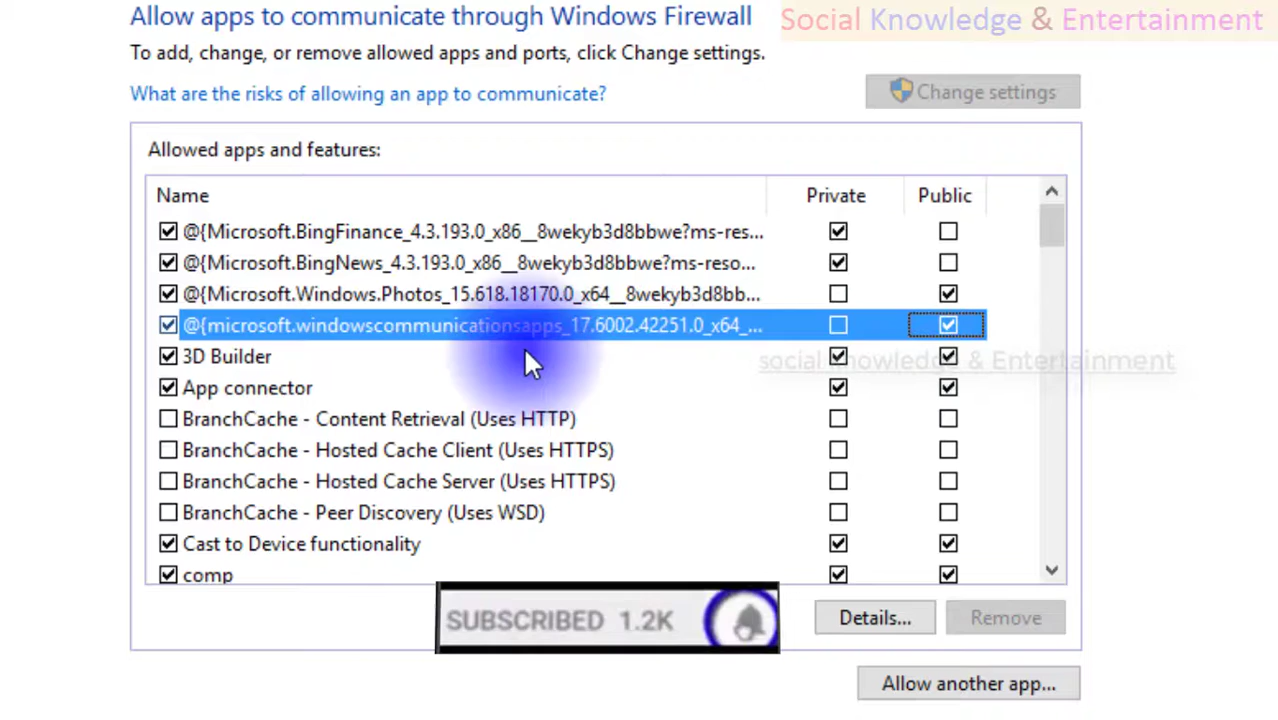 Allow apps to communicate through Windows Firewall
Social Knowledge & Entertainment
To add, change, or remove allowed apps and ports, click Change settings.
What are the risks of allowing an app to communicate?
Change settings
Allowed apps and features:
Name Private Public
@{Microsoft.BingFinance_4.3.193.0_x86__8wekyb3d8bbwe?ms-res...
@{Microsoft.BingNews_4.3.193.0_x86__8wekyb3d8bbwe?ms-reso...
@{Microsoft.Windows.Photos_15.618.18170.0_x64__8wekyb3d8bb...
@{microsoft.windowscommunicationsapps_17.6002.42251.0_x64_...
3D Builder
social knowledge & Entertainment
App connector
BranchCache - Content Retrieval (Uses HTTP)
BranchCache - Hosted Cache Client (Uses HTTPS)
BranchCache - Hosted Cache Server (Uses HTTPS)
BranchCache - Peer Discovery (Uses WSD)
Cast to Device functionality
comp
SUBSCRIBED 1.2K
Details...
Remove
Allow another app...